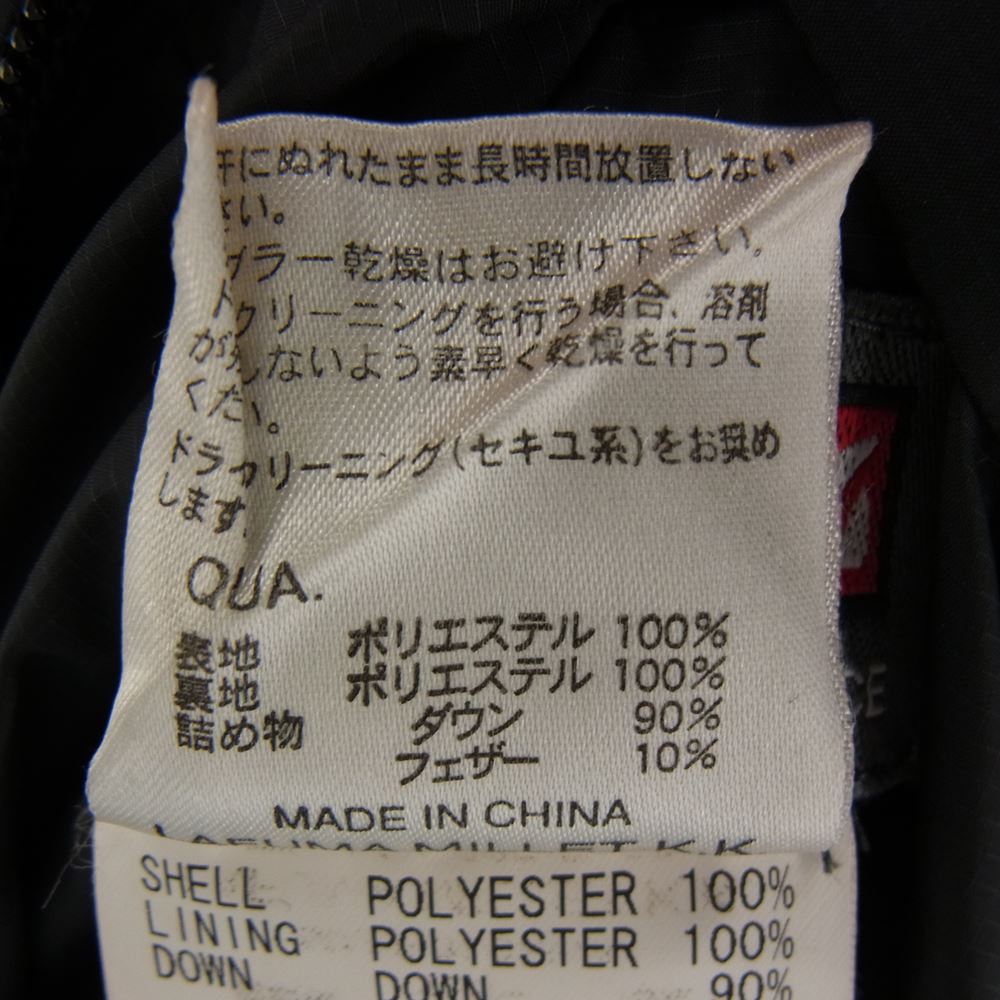 汗にぬれたまま長時間放置しない
さい。
ブラー乾燥はお避け下さい。
ドクリーニングを行う場合、溶剤
が残しないよう素早く乾燥を行って
くだい。
ドラクリーニング(セキユ系)をお奨め
します。
QUA.
表地 ポリエステル 100%
裏地 ポリエステル 100%
詰め物 ダウン 90%
フェザー 10%
MADE IN CHINA
LAFUMA MILLET K.K.
SHELL POLYESTER 100%
LINING POLYESTER 100%
DOWN DOWN 90%
CE